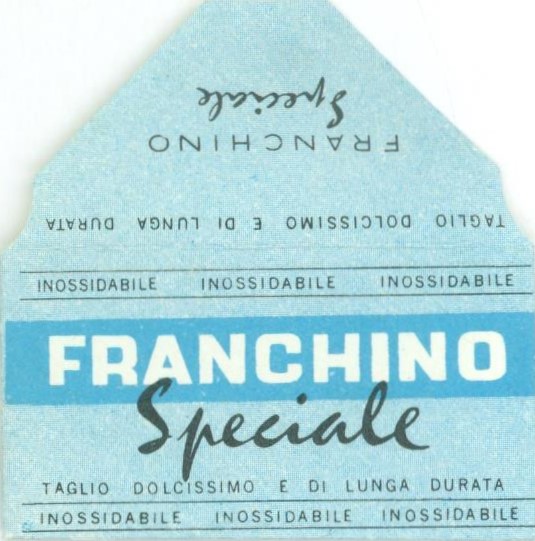 Speciale
FRANCHINO
TAGLIO DOLCISSIMO E DI LUNGA DURATA
INOSSIDABILE INOSSIDABILE INOSSIDABILE
FRANCHINO
Speciale
TAGLIO DOLCISSIMO E DI LUNGA DURATA
INOSSIDABILE INOSSIDABILE INOSSIDABILE